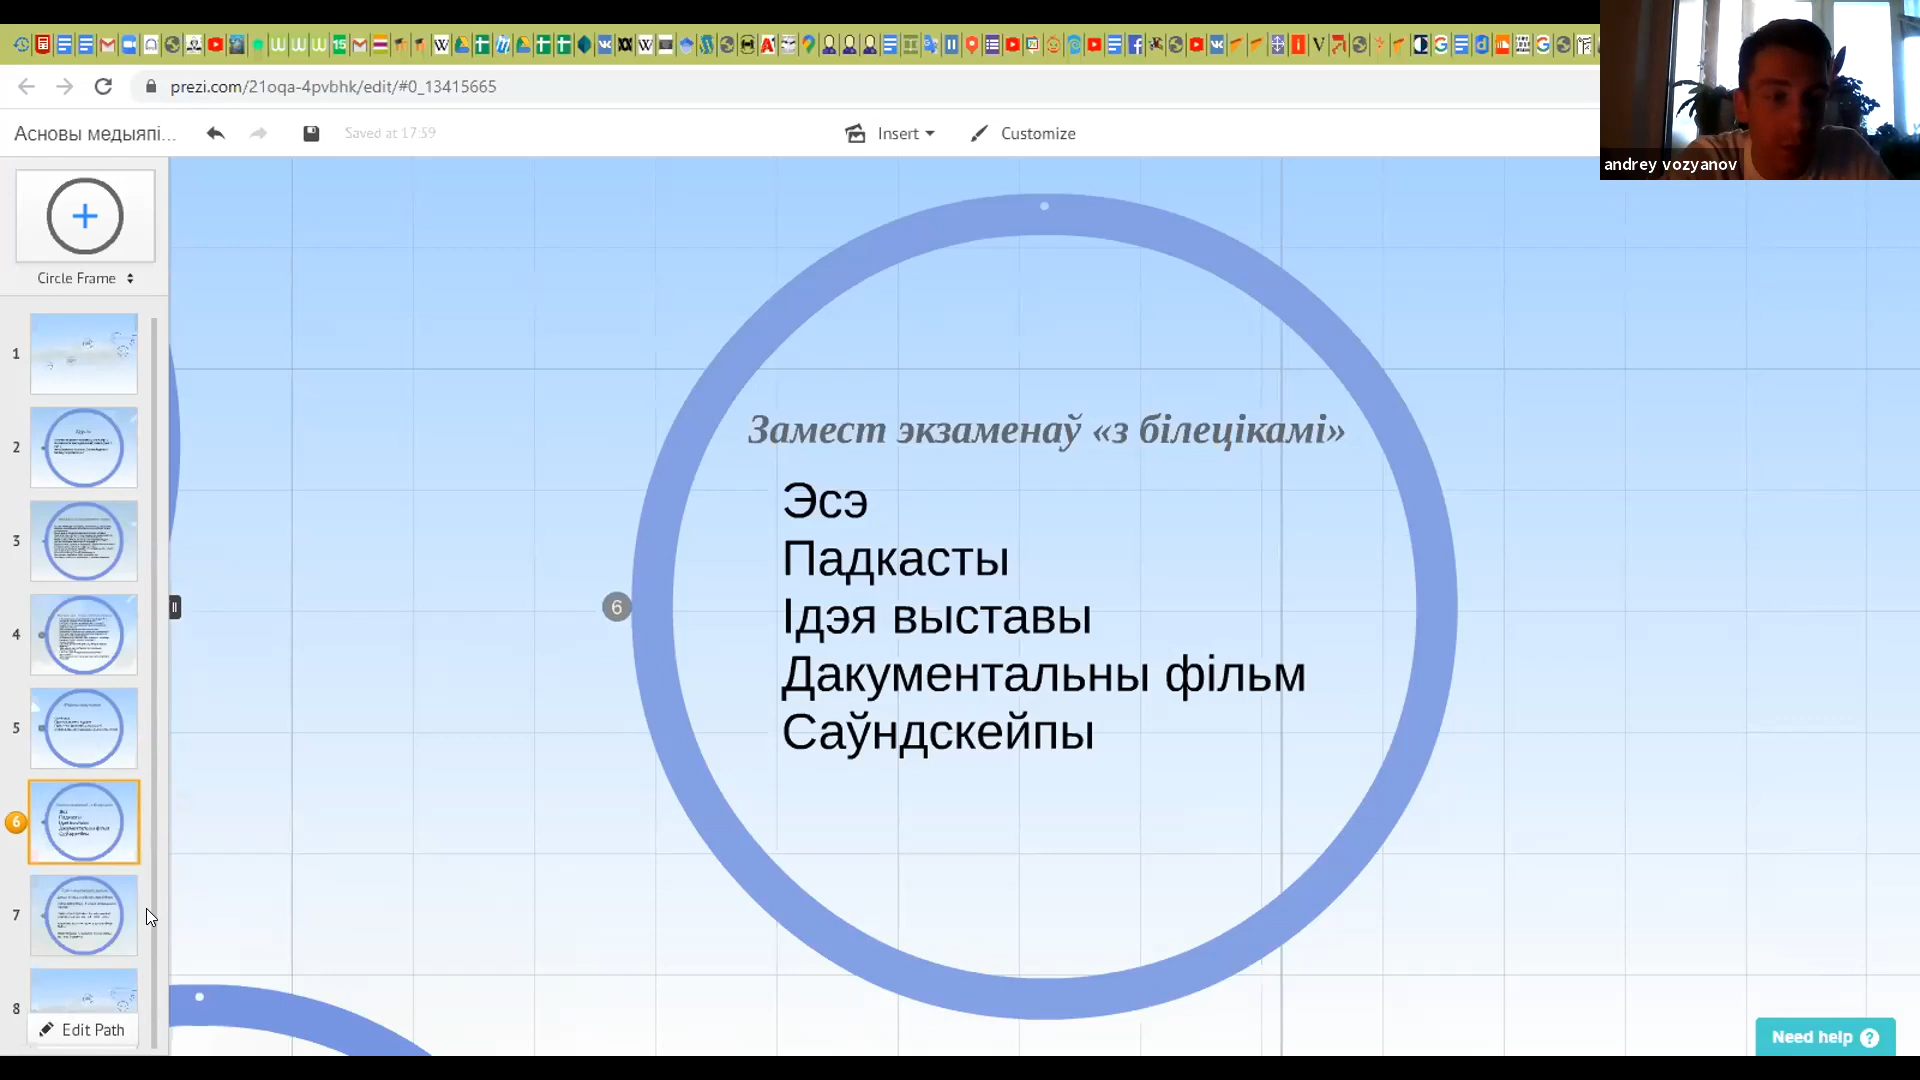 prezi.com/21oqa-4pvbhk/edit/#0_13415665
andrey vozyanov
Асновы медыяпі...
Saved at 17:59
Insert
Customize
Circle Frame
1
2
3
4
5
6
7
8
Edit Path
6
Замест экзаменаў «з білецікамі»
Эсэ
Падкасты
Ідэя выставы
Дакументальны фільм
Саўндскейпы
Need help ?